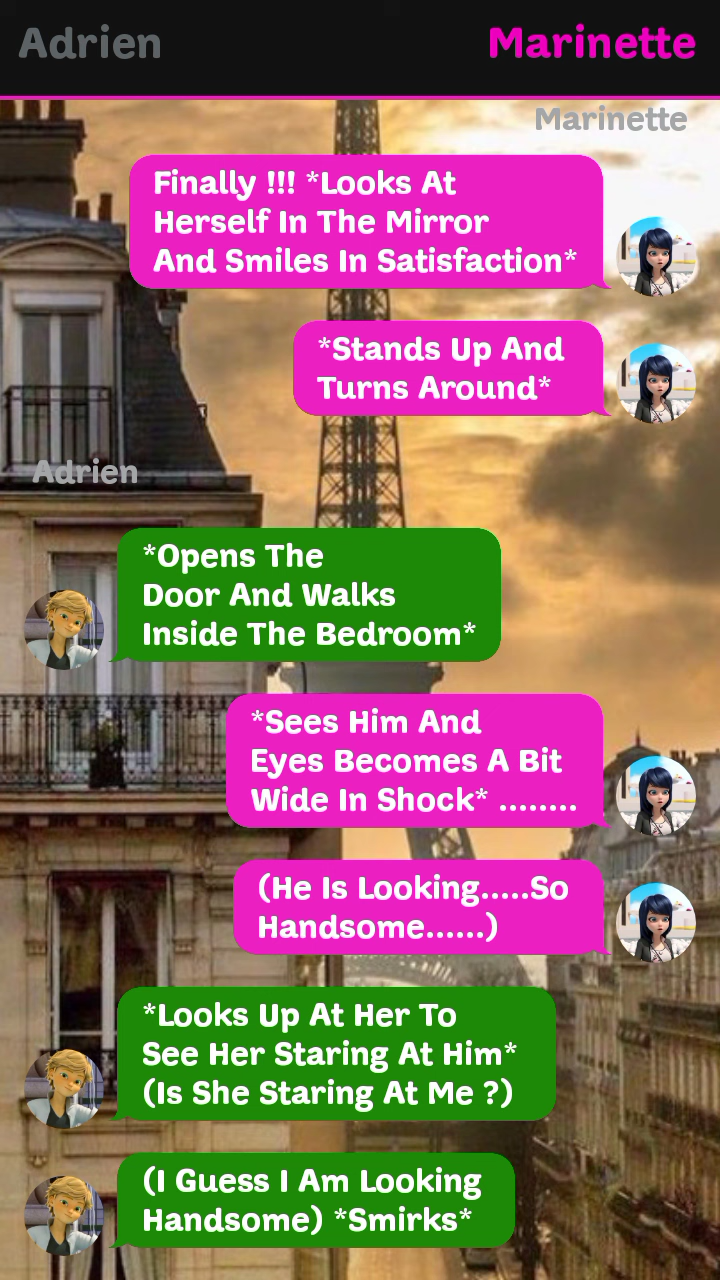 Adrien Marinette
Marinette
Finally !!! *Looks At
Herself In The Mirror
And Smiles In Satisfaction*
*Stands Up And
Turns Around*
Adrien
*Opens The
Door And Walks
Inside The Bedroom*
*Sees Him And
Eyes Becomes A Bit
Wide In Shock* ........
(He Is Looking.....So
Handsome......)
*Looks Up At Her To
See Her Staring At Him*
(Is She Staring At Me ?)
(I Guess I Am Looking
Handsome) *Smirks*